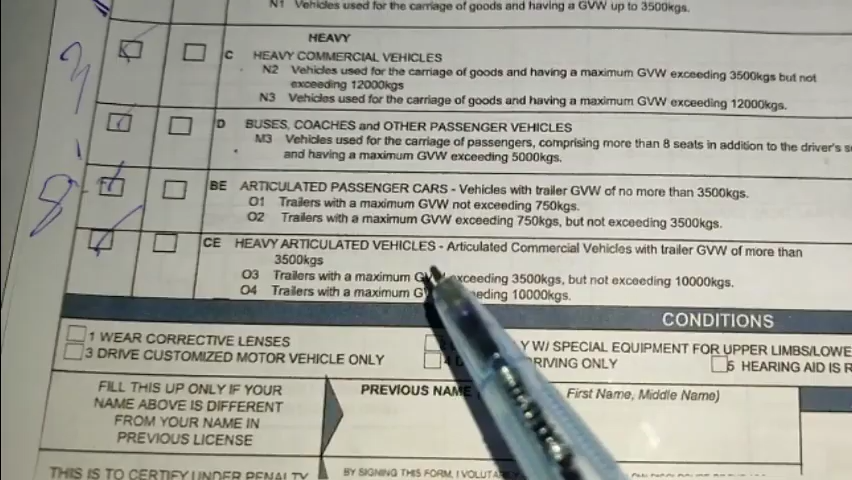 N1 Vehicles used for the carriage of goods and having a GVW up to 3500kgs.
HEAVY
C HEAVY COMMERCIAL VEHICLES
N2 Vehicles used for the carriage of goods and having a maximum GVW exceeding 3500kgs but not
exceeding 12000kgs
N3 Vehicles used for the carriage of goods and having a maximum GVW exceeding 12000kgs.
D BUSES, COACHES and OTHER PASSENGER VEHICLES
M3 Vehicles used for the carriage of passengers, comprising more than 8 seats in addition to the driver's
and having a maximum GVW exceeding 5000kgs.
BE ARTICULATED PASSENGER CARS - Vehicles with trailer GVW of no more than 3500kgs.
O1 Trailers with a maximum GVW not exceeding 750kgs.
O2 Trailers with a maximum GVW exceeding 750kgs, but not exceeding 3500kgs.
CE HEAVY ARTICULATED VEHICLES - Articulated Commercial Vehicles with trailer GVW of more than
3500kgs
O3 Trailers with a maximum GVW exceeding 3500kgs, but not exceeding 10000kgs.
O4 Trailers with a maximum exceeding 10000kgs.
CONDITIONS
1 WEAR CORRECTIVE LENSES
Y W/ SPECIAL EQUIPMENT FOR UPPER LIMBS/LOWE
3 DRIVE CUSTOMIZED MOTOR VEHICLE ONLY
4 DRIVING ONLY
5 HEARING AID IS R
FILL THIS UP ONLY IF YOUR
NAME ABOVE IS DIFFERENT
FROM YOUR NAME IN
PREVIOUS LICENSE
PREVIOUS NAME
First Name, Middle Name)
THIS IS TO CERTIFY UNDER PENALTY
BY SIGNING THIS FORM, I